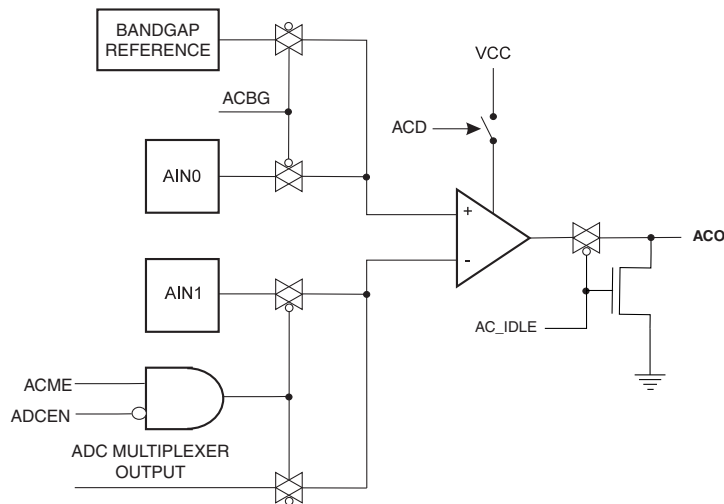 BANDGAP
REFERENCE
VCC
ACBG
ACD
AIN0
+
ACO
-
AIN1
AC_IDLE
ACME
ADCEN
ADC MULTIPLEXER
OUTPUT